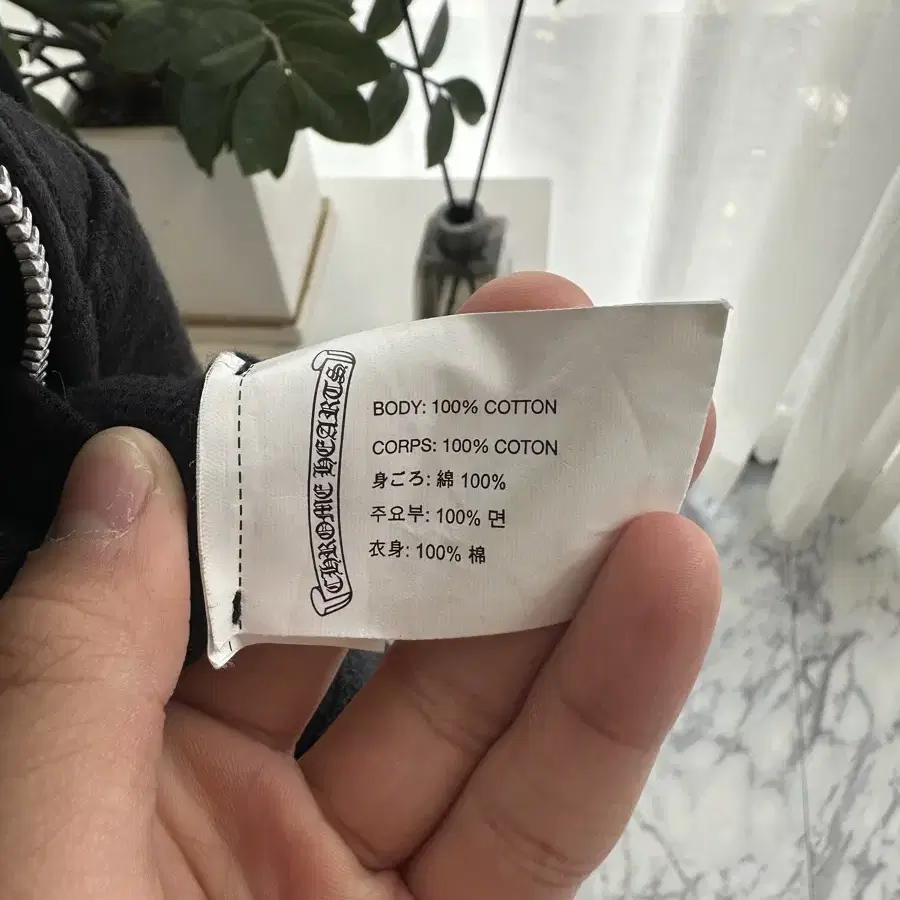 CHROME HEARTS
BODY: 100% COTTON
CORPS: 100% COTON
身ごろ: 綿 100%
주요부: 100% 면
衣身: 100% 棉